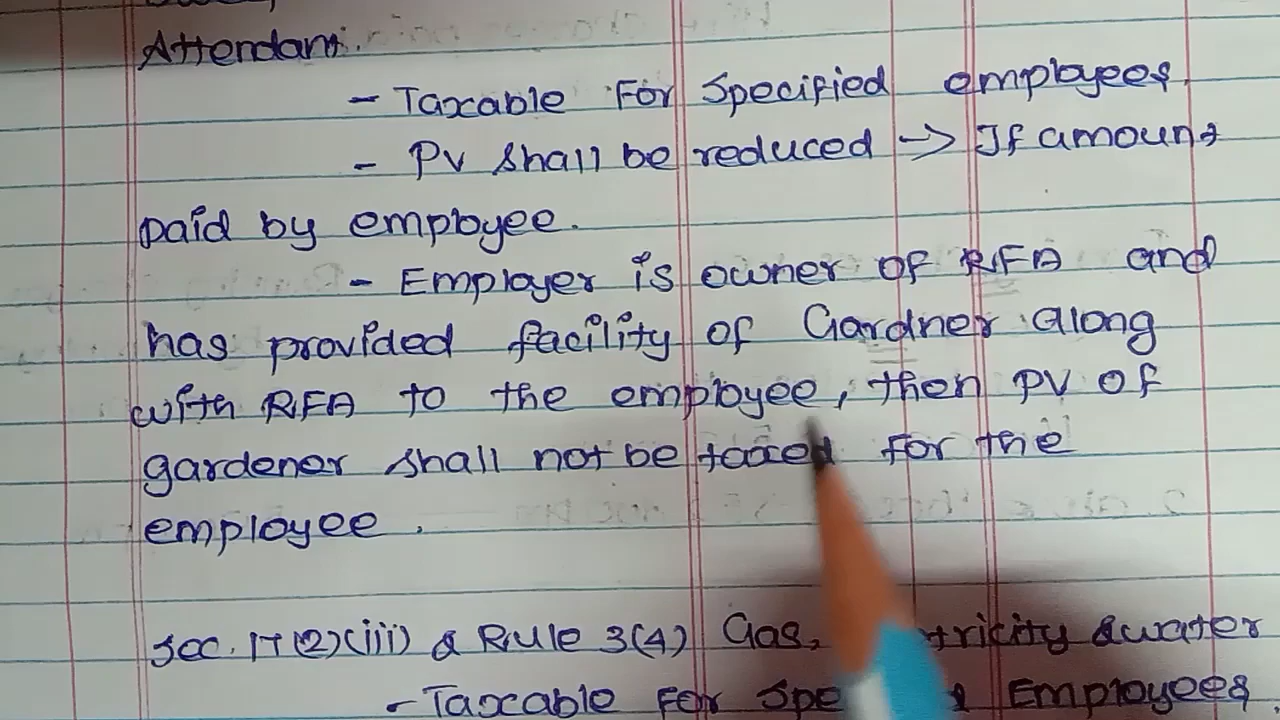 Attendant.
- Taxable For Specified employees.
- PV shall be reduced -> If amount
paid by employee.
- Employer is owner of RFA and
has provided facility of Gardner along
with RFA to the employee, then PV of
gardener shall not be taxed for the
employee.
Sec. 17(2)(iii) & Rule 3(4) Gas, & water
- Taxable For Employees.